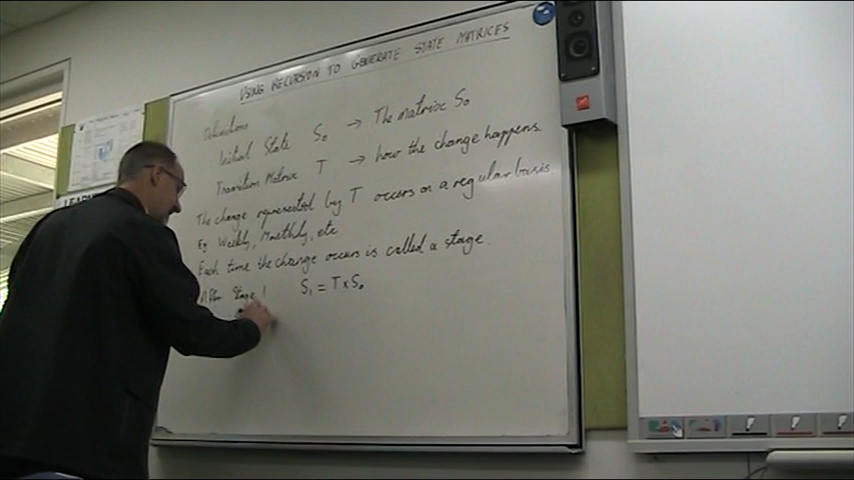 USING RECURSION TO GENERATE STATE MATRICES
Definitions
Initial State S₀ → The matrix S₀
Transition Matrix T → how the change happens.
The change represented by T occurs on a regular basis
Eg Weekly, Monthly, etc
Each time the change occurs is called a stage.
After Stage 1 S₁ = T × S₀